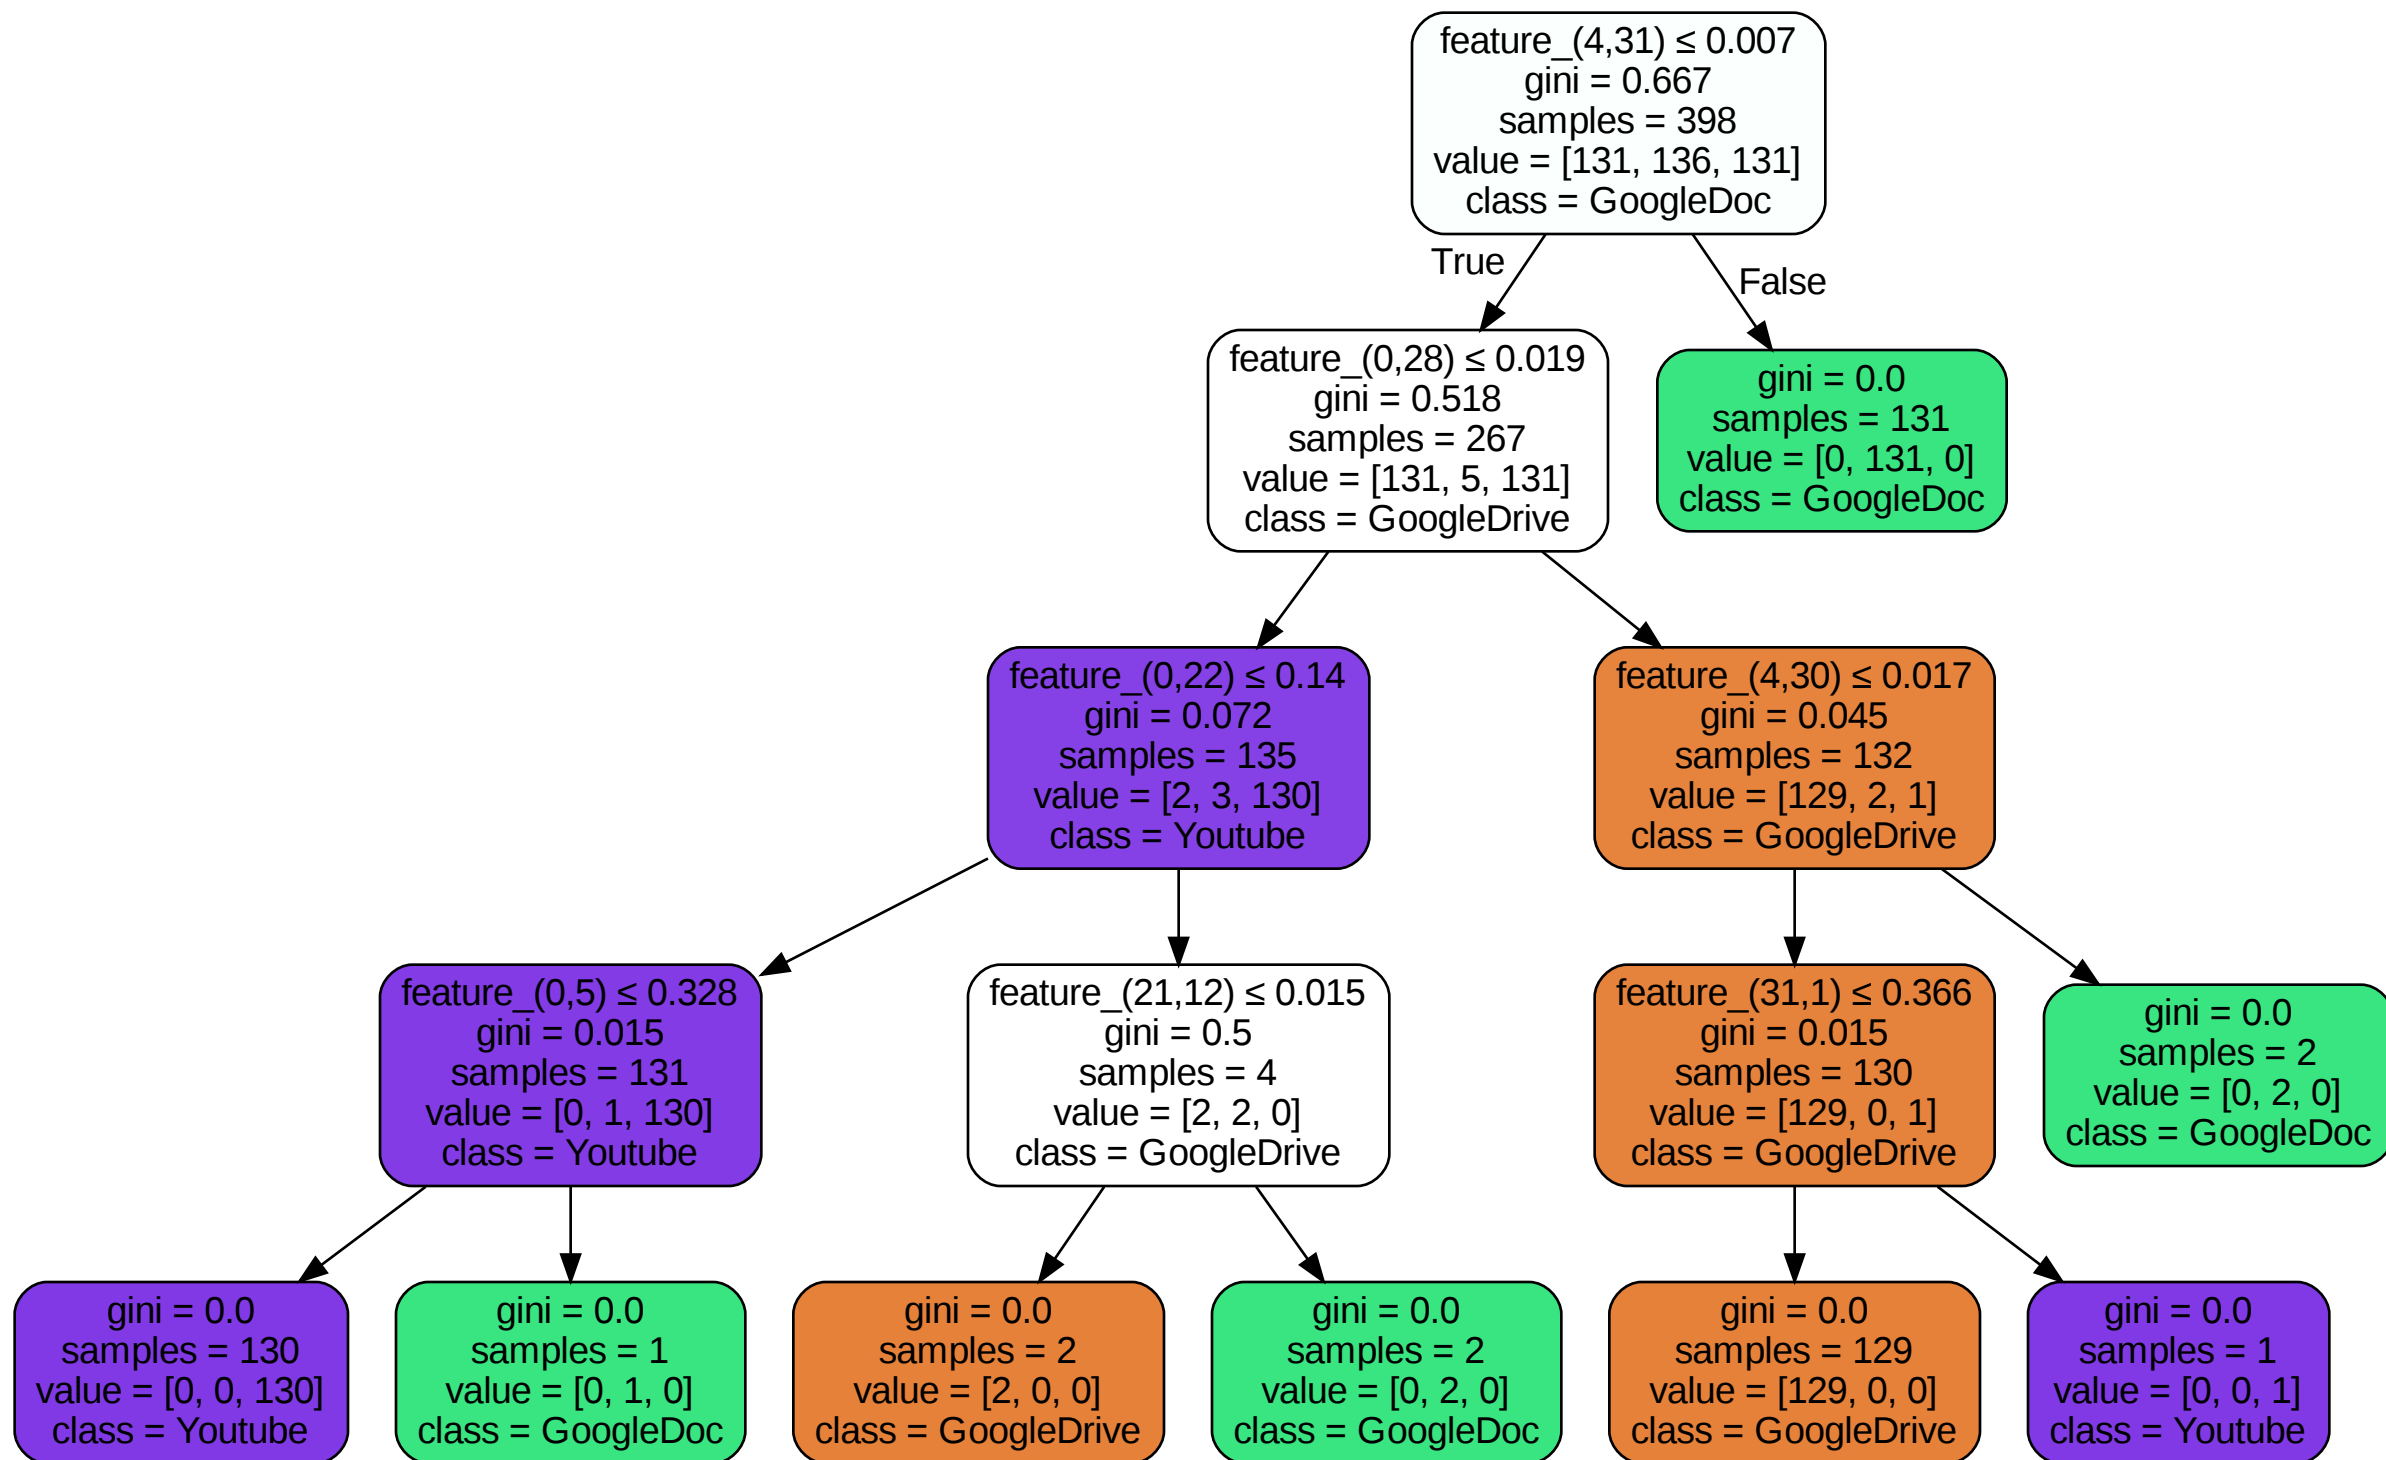 feature_(4,31) ≤ 0.007
gini = 0.667
samples = 398
value = [131, 136, 131]
class = GoogleDoc
True
False
feature_(0,28) ≤ 0.019
gini = 0.518
samples = 267
value = [131, 5, 131]
class = GoogleDrive
gini = 0.0
samples = 131
value = [0, 131, 0]
class = GoogleDoc
feature_(0,22) ≤ 0.14
gini = 0.072
samples = 135
value = [2, 3, 130]
class = Youtube
feature_(4,30) ≤ 0.017
gini = 0.045
samples = 132
value = [129, 2, 1]
class = GoogleDrive
feature_(0,5) ≤ 0.328
gini = 0.015
samples = 131
value = [0, 1, 130]
class = Youtube
feature_(21,12) ≤ 0.015
gini = 0.5
samples = 4
value = [2, 2, 0]
class = GoogleDrive
feature_(31,1) ≤ 0.366
gini = 0.015
samples = 130
value = [129, 0, 1]
class = GoogleDrive
gini = 0.0
samples = 2
value = [0, 2, 0]
class = GoogleDoc
gini = 0.0
samples = 130
value = [0, 0, 130]
class = Youtube
gini = 0.0
samples = 1
value = [0, 1, 0]
class = GoogleDoc
gini = 0.0
samples = 2
value = [2, 0, 0]
class = GoogleDrive
gini = 0.0
samples = 2
value = [0, 2, 0]
class = GoogleDoc
gini = 0.0
samples = 129
value = [129, 0, 0]
class = GoogleDrive
gini = 0.0
samples = 1
value = [0, 0, 1]
class = Youtube